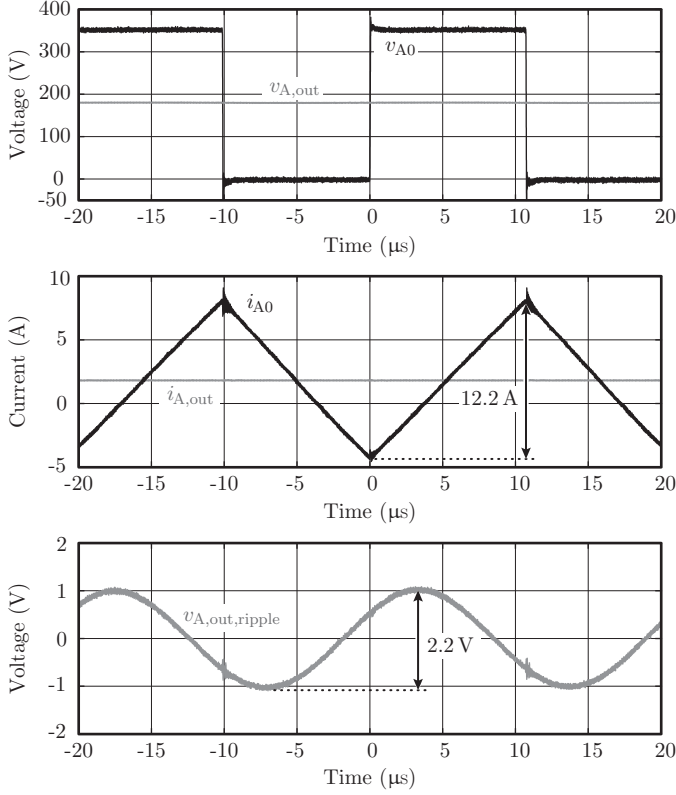 400
300
200
100
0
-50
Voltage (V)
v_A0
v_A,out
-20 -15 -10 -5 0 5 10 15 20
Time (μs)
10
5
0
-5
Current (A)
i_A0
i_A,out
12.2 A
-20 -15 -10 -5 0 5 10 15 20
Time (μs)
2
1
0
-1
-2
Voltage (V)
v_A,out,ripple
2.2 V
-20 -15 -10 -5 0 5 10 15 20
Time (μs)